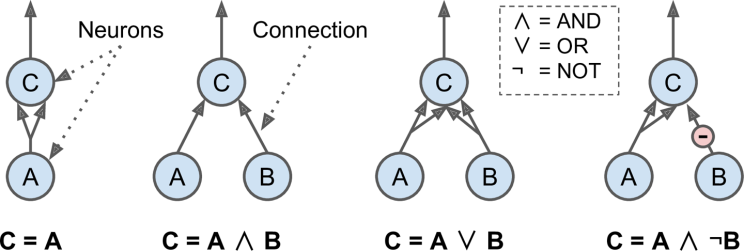 Neurons
Connection
∧ = AND
∨ = OR
¬ = NOT
C
C
C
C
A
A
B
A
B
-
A
B
C = A
C = A ∧ B
C = A ∨ B
C = A ∧ ¬B